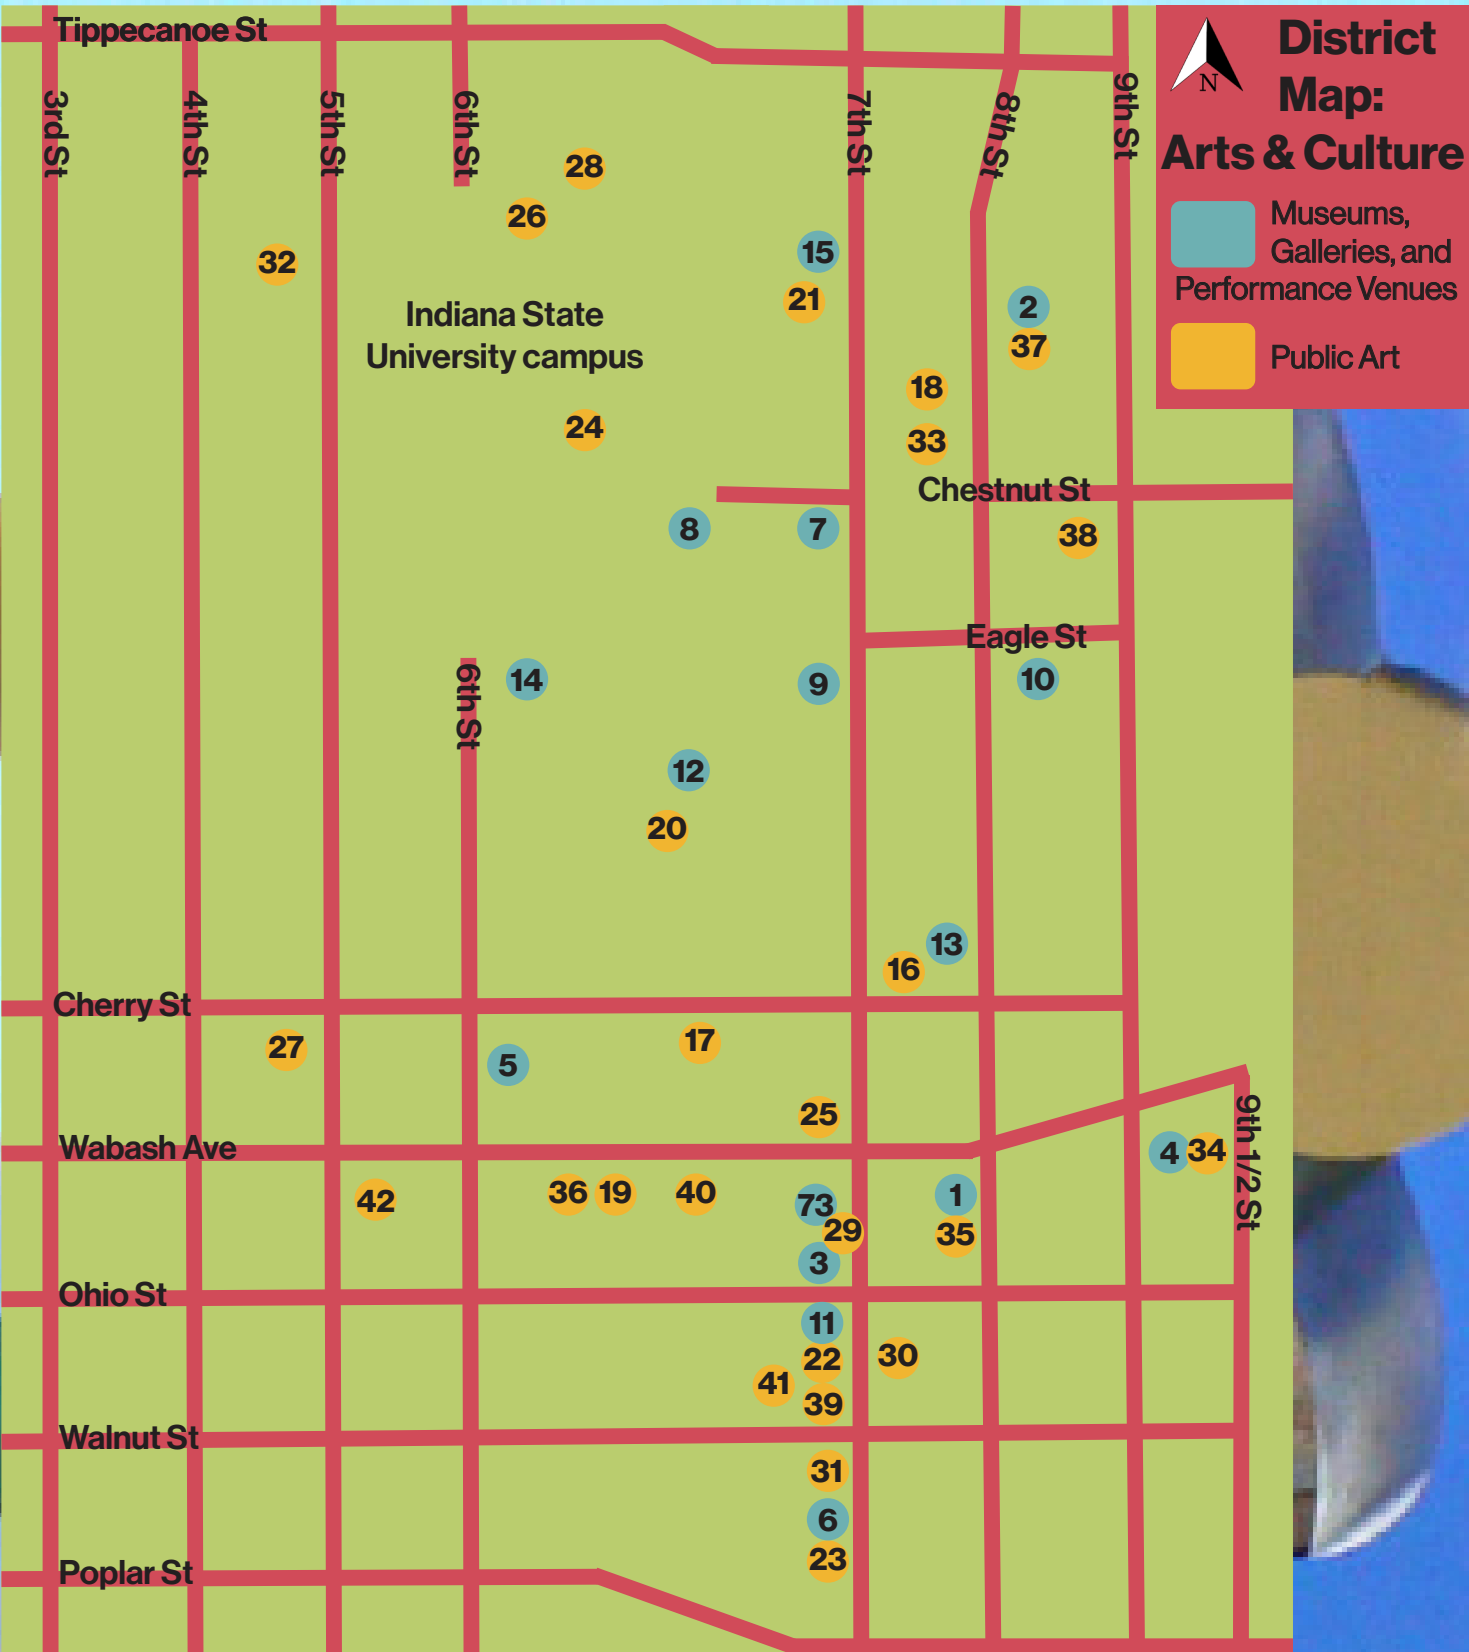 Tippecanoe St
3rd St
4th St
5th St
6th St
7th St
8th St
9th St
N
District
Map:
Arts & Culture
Museums,
Galleries, and
Performance Venues
Public Art
28
26
32
15
21
2
37
Indiana State
University campus
18
24
33
Chestnut St
8
7
38
Eagle St
6th St
14
9
10
12
20
13
16
Cherry St
27
5
17
25
Wabash Ave
4
34
9th 1/2 St
42
36
19
40
73
1
29
35
3
Ohio St
11
22
30
41
39
Walnut St
31
6
23
Poplar St